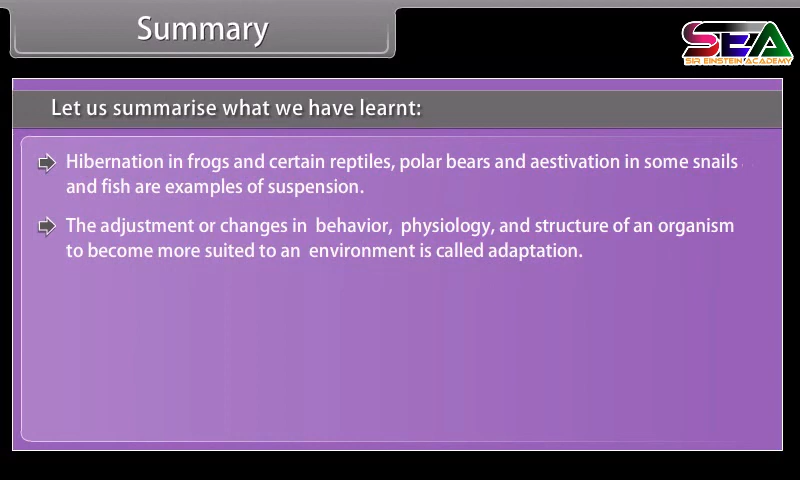 Summary
SEA
SIR EINSTEIN ACADEMY
Let us summarise what we have learnt:
Hibernation in frogs and certain reptiles, polar bears and aestivation in some snails
and fish are examples of suspension.
The adjustment or changes in behavior, physiology, and structure of an organism
to become more suited to an environment is called adaptation.